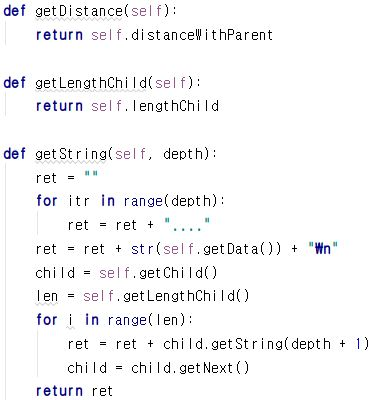 def getDistance(self):
    return self.distanceWithParent

def getLengthChild(self):
    return self.lengthChild

def getString(self, depth):
    ret = ""
    for itr in range(depth):
        ret = ret + "...."
    ret = ret + str(self.getData()) + "₩n"
    child = self.getChild()
    len = self.getLengthChild()
    for i in range(len):
        ret = ret + child.getString(depth + 1)
        child = child.getNext()
    return ret